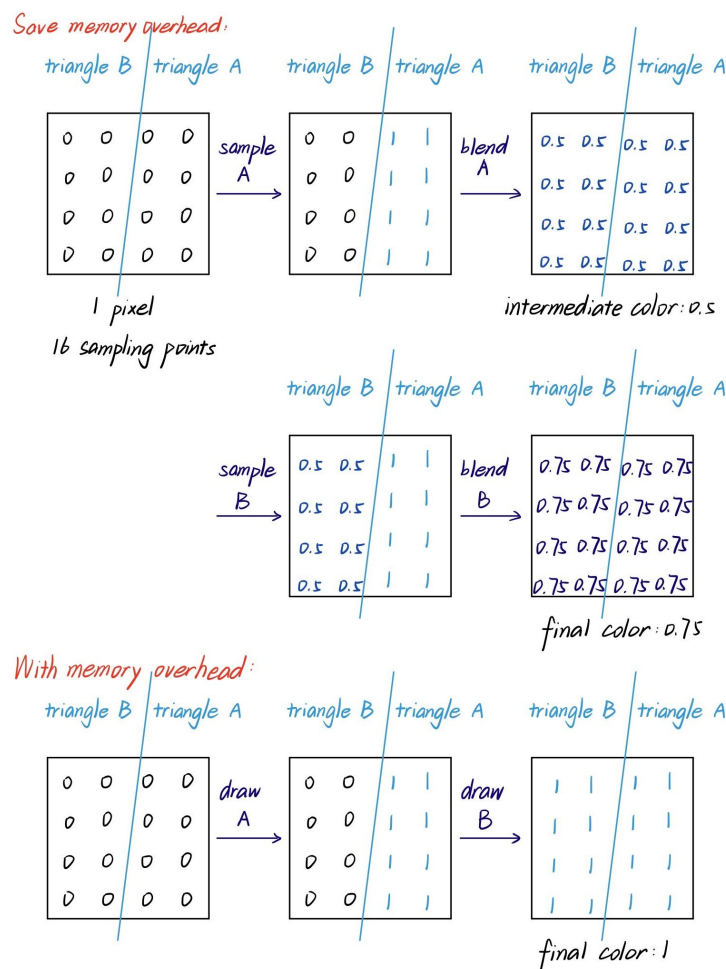 Save memory overhead:
triangle B triangle A triangle B triangle A triangle B triangle A
0 0 0 0 0 0 1 1 0.5 0.5 0.5 0.5
sample A blend A
0 0 0 0 0 0 1 1 0.5 0.5 0.5 0.5
0 0 0 0 0 0 1 1 0.5 0.5 0.5 0.5
0 0 0 0 0 0 1 1 0.5 0.5 0.5 0.5
1 pixel intermediate color: 0.5
16 sampling points
triangle B triangle A triangle B triangle A
0.5 0.5 1 1 0.75 0.75 0.75 0.75
sample B blend B
0.5 0.5 1 1 0.75 0.75 0.75 0.75
0.5 0.5 1 1 0.75 0.75 0.75 0.75
0.5 0.5 1 1 0.75 0.75 0.75 0.75
final color: 0.75
With memory overhead:
triangle B triangle A triangle B triangle A triangle B triangle A
0 0 0 0 0 0 1 1 1 1 1 1
draw A draw B
0 0 0 0 0 0 1 1 1 1 1 1
0 0 0 0 0 0 1 1 1 1 1 1
0 0 0 0 0 0 1 1 1 1 1 1
final color: 1